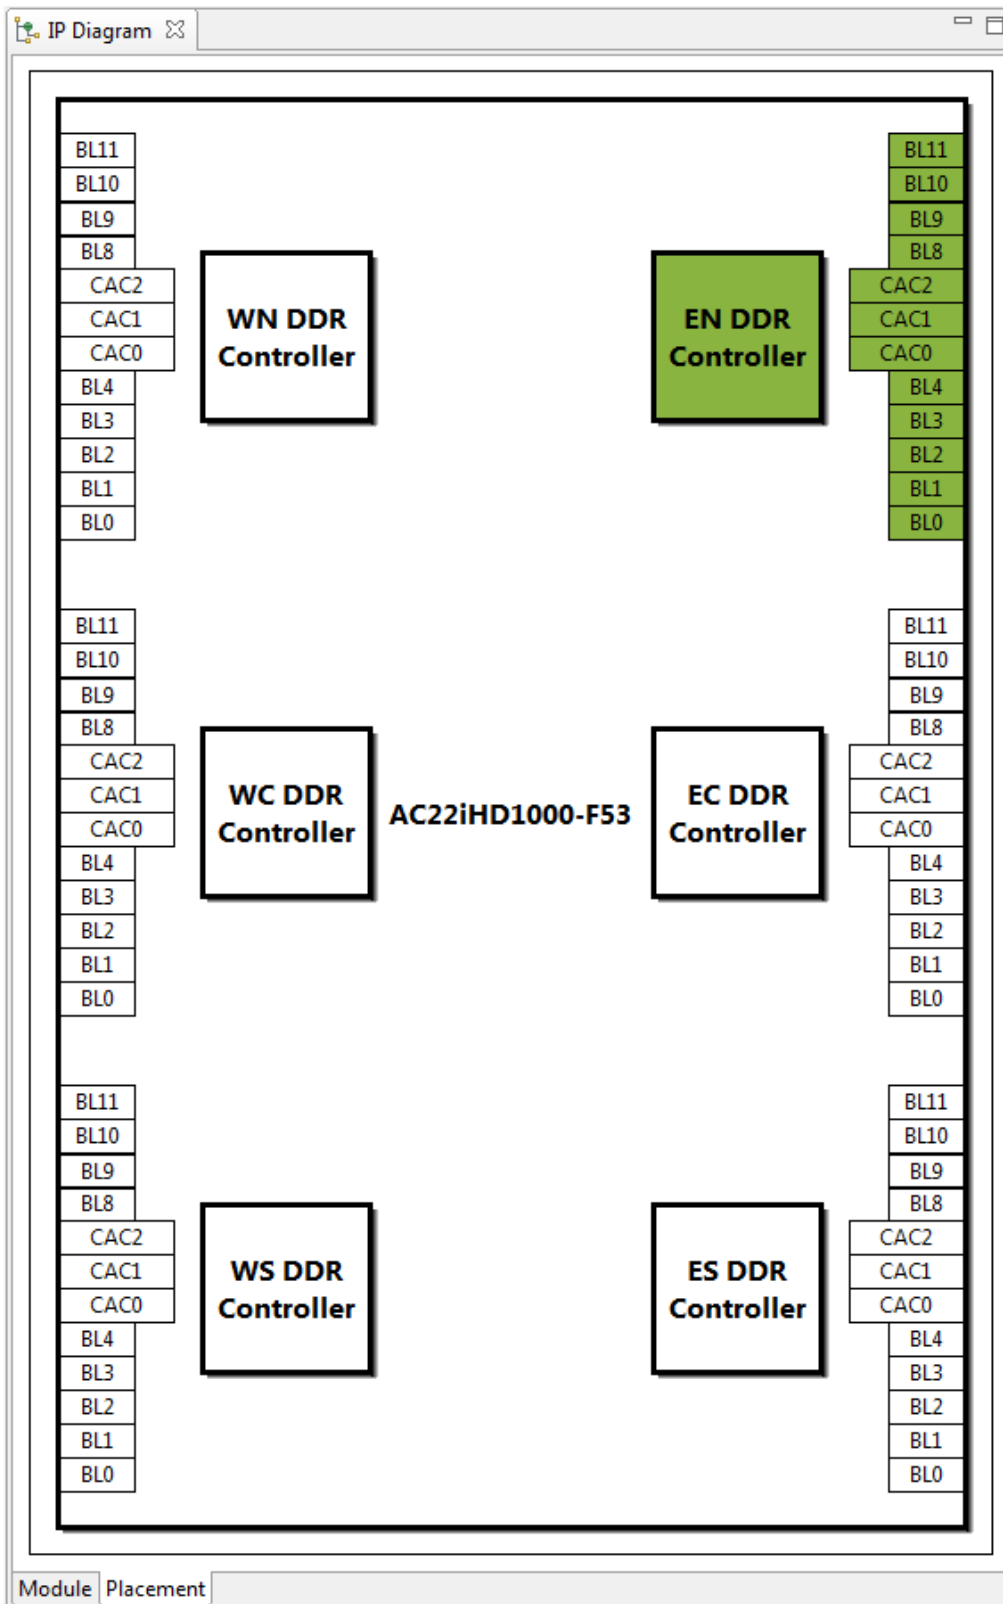 IP Diagram
BL11
BL10
BL9
BL8
CAC2
CAC1
CAC0
BL4
BL3
BL2
BL1
BL0
WN DDR
Controller
EN DDR
Controller
BL11
BL10
BL9
BL8
CAC2
CAC1
CAC0
BL4
BL3
BL2
BL1
BL0
BL11
BL10
BL9
BL8
CAC2
CAC1
CAC0
BL4
BL3
BL2
BL1
BL0
WC DDR
Controller
AC22iHD1000-F53
EC DDR
Controller
BL11
BL10
BL9
BL8
CAC2
CAC1
CAC0
BL4
BL3
BL2
BL1
BL0
BL11
BL10
BL9
BL8
CAC2
CAC1
CAC0
BL4
BL3
BL2
BL1
BL0
WS DDR
Controller
ES DDR
Controller
BL11
BL10
BL9
BL8
CAC2
CAC1
CAC0
BL4
BL3
BL2
BL1
BL0
Module Placement